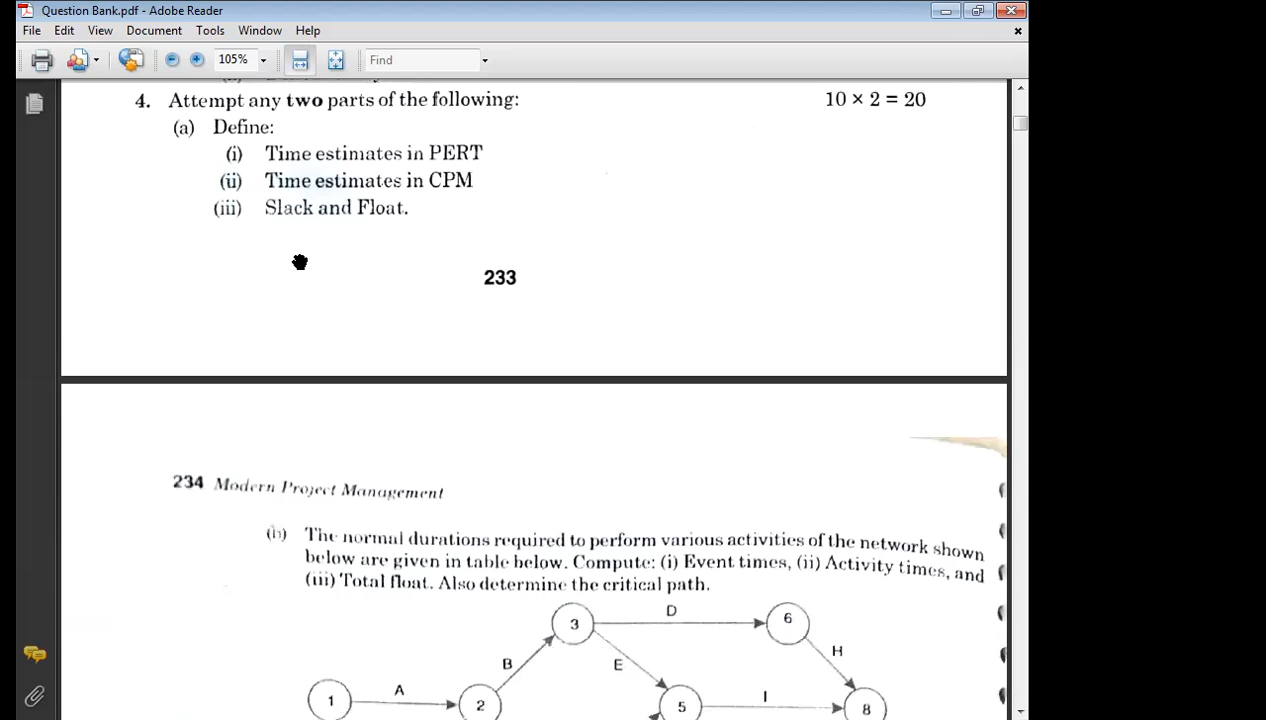 Question Bank.pdf - Adobe Reader
File Edit View Document Tools Window Help
105% Find
4. Attempt any two parts of the following: 10 × 2 = 20
(a) Define:
(i) Time estimates in PERT
(ii) Time estimates in CPM
(iii) Slack and Float.
233
234 Modern Project Management
(b) The normal durations required to perform various activities of the network shown
below are given in table below. Compute: (i) Event times, (ii) Activity times, and
(iii) Total float. Also determine the critical path.
D
3 6
B E H
A I
1 2 5 8